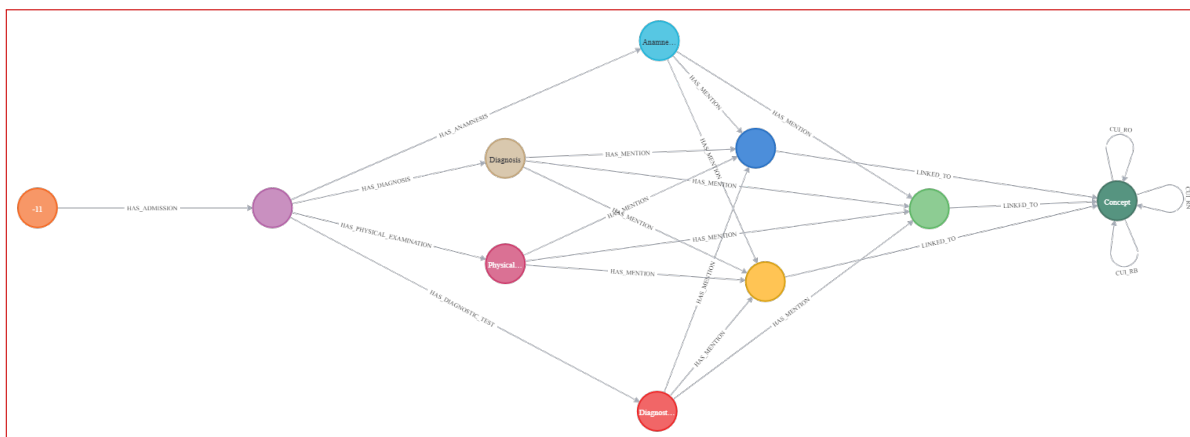 Anamne...
HAS_MENTION
HAS_MENTION
HAS_ANAMNESIS
CUI_RO
HAS_MENTION
Diagnosis
HAS_MENTION
LINKED_TO
HAS_DIAGNOSIS
HAS_MENTION
CUI_RN
-11
HAS_ADMISSION
HAS_MENTION
HAS_MENTION
LINKED_TO
Concept
HAS_PHYSICAL_EXAMINATION
HAS_MENTION
LINKED_TO
Physical...
HAS_MENTION
HAS_MENTION
CUI_RB
HAS_DIAGNOSTIC_TEST
HAS_MENTION
HAS_MENTION
Diagnost...